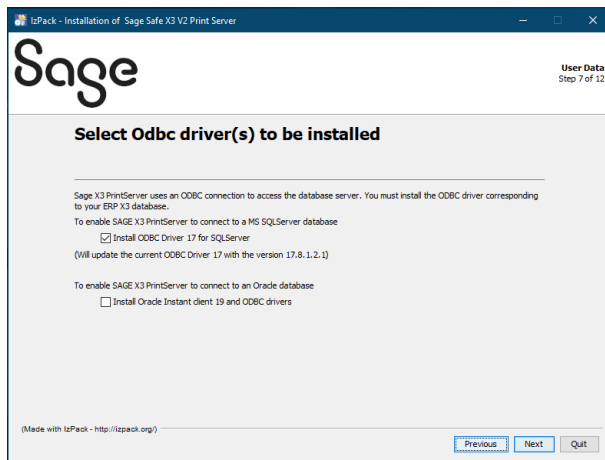 IzPack - Installation of Sage Safe X3 V2 Print Server
Sage
User Data
Step 7 of 12
Select Odbc driver(s) to be installed
Sage X3 PrintServer uses an ODBC connection to access the database server. You must install the ODBC driver corresponding
to your ERP X3 database.
To enable SAGE X3 PrintServer to connect to a MS SQLServer database
Install ODBC Driver 17 for SQLServer
(Will update the current ODBC Driver 17 with the version 17.8.1.2.1)
To enable SAGE X3 PrintServer to connect to an Oracle database
Install Oracle Instant client 19 and ODBC drivers
(Made with IzPack - http://izpack.org/)
Previous Next Quit